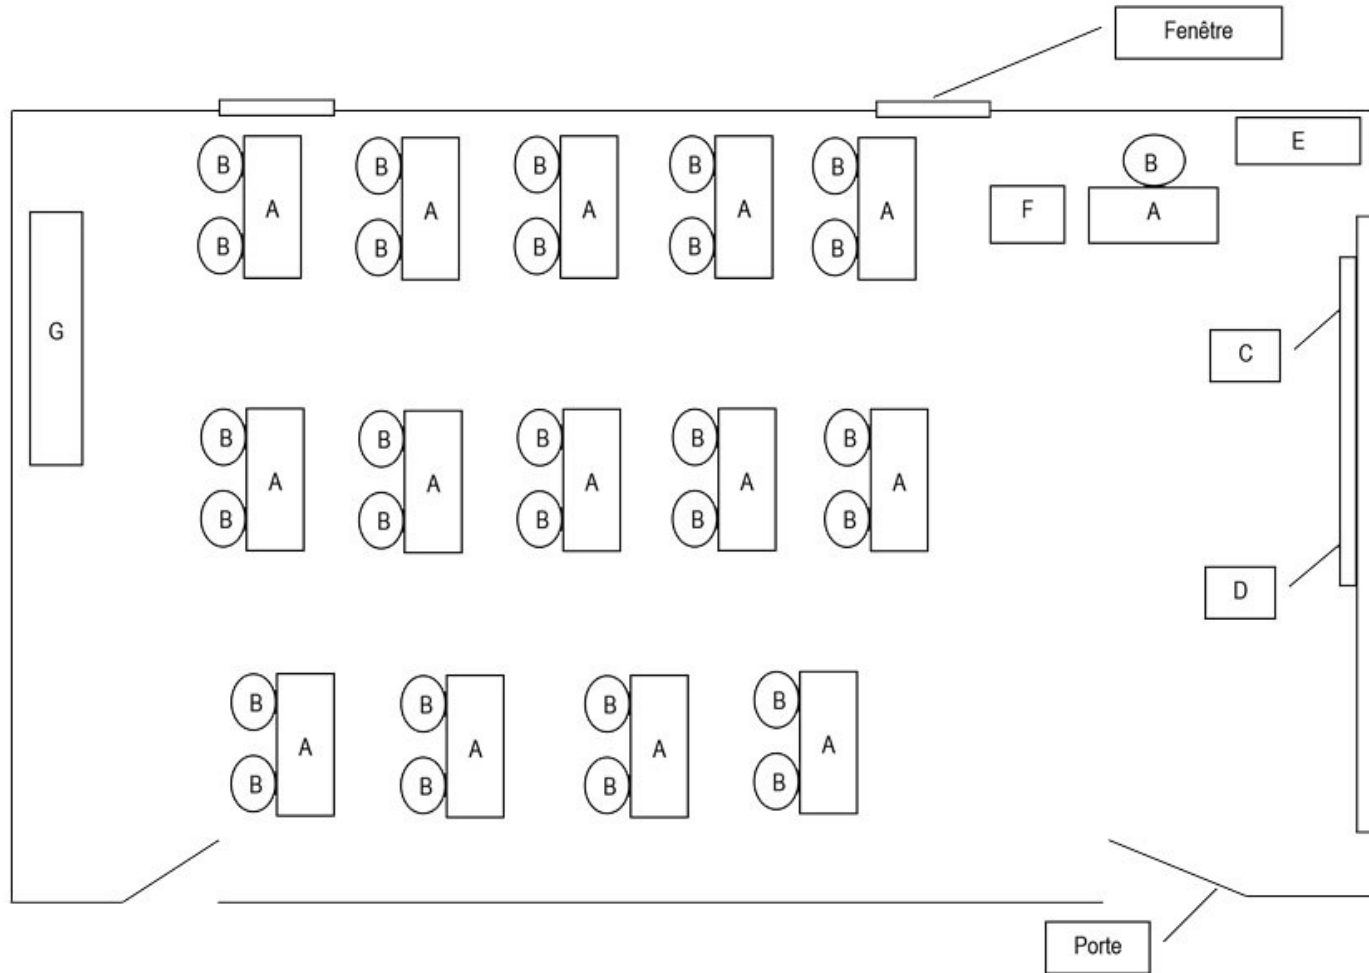 Fenêtre
E
B B B B B B
A A A A A F A
B B B B B
G
C
B B B B B
A A A A A
B B B B B
D
B B B B
A A A A
B B B B
Porte